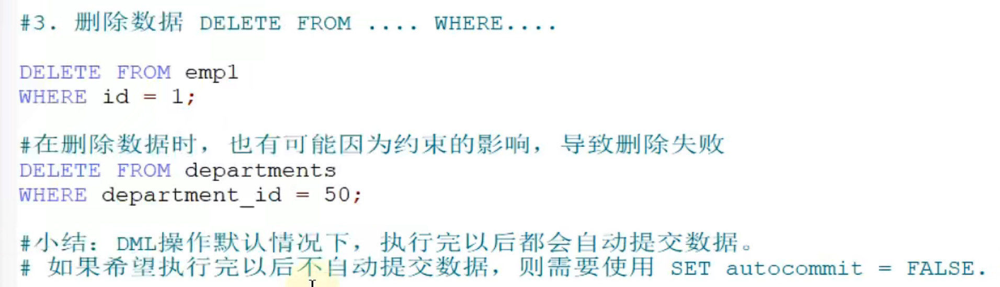 #3. 删除数据 DELETE FROM .... WHERE....
DELETE FROM emp1
WHERE id = 1;
#在删除数据时，也有可能因为约束的影响，导致删除失败
DELETE FROM departments
WHERE department_id = 50;
#小结：DML操作默认情况下，执行完以后都会自动提交数据。
# 如果希望执行完以后不自动提交数据，则需要使用 SET autocommit = FALSE.